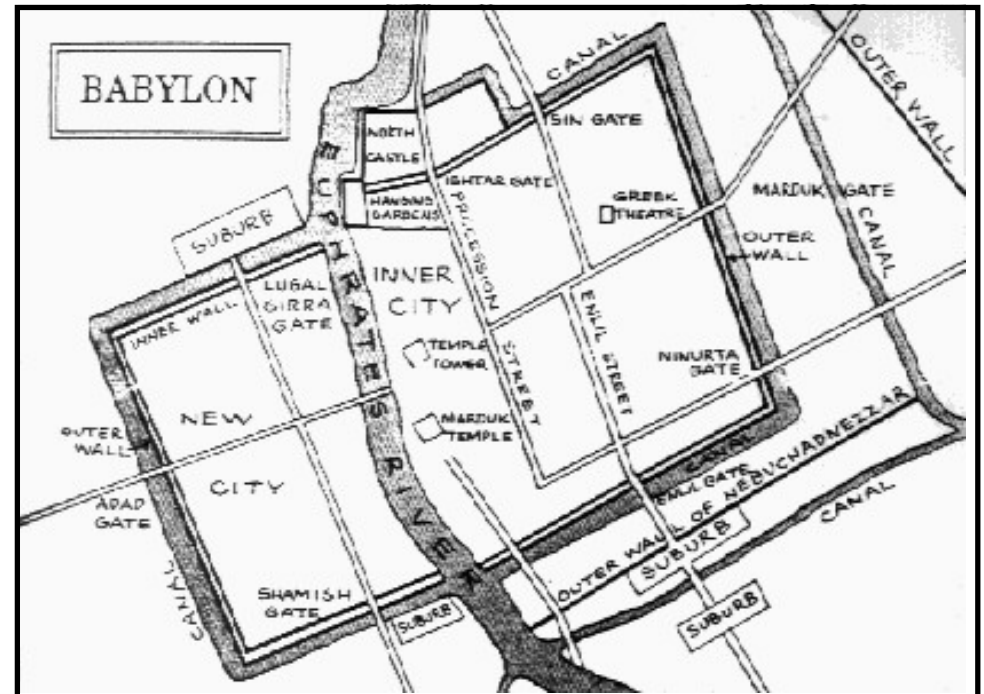 BABYLON
CANAL
OUTER WALL
NORTH
CASTLE
SIN GATE
ISHTAR GATE
HANGING
GARDENS
PROCESSION
STREET
GREEK
THEATRE
MARDUK GATE
CANAL
OUTER
WALL
SUBURB
EUPHRATES RIVER
INNER
CITY
LUGAL
GIRRA
GATE
INNER WALL
ENLIL STREET
TEMPLE
TOWER
NINURTA
GATE
MARDUK
TEMPLE
NEW
CITY
OUTER
WALL
ADAD
GATE
CANAL
ENLIL GATE
OUTER WALL OF NEBUCHADNEZZAR
CANAL
SUBURB
SUBURB
SHAMISH
GATE
SUBURB
CANAL